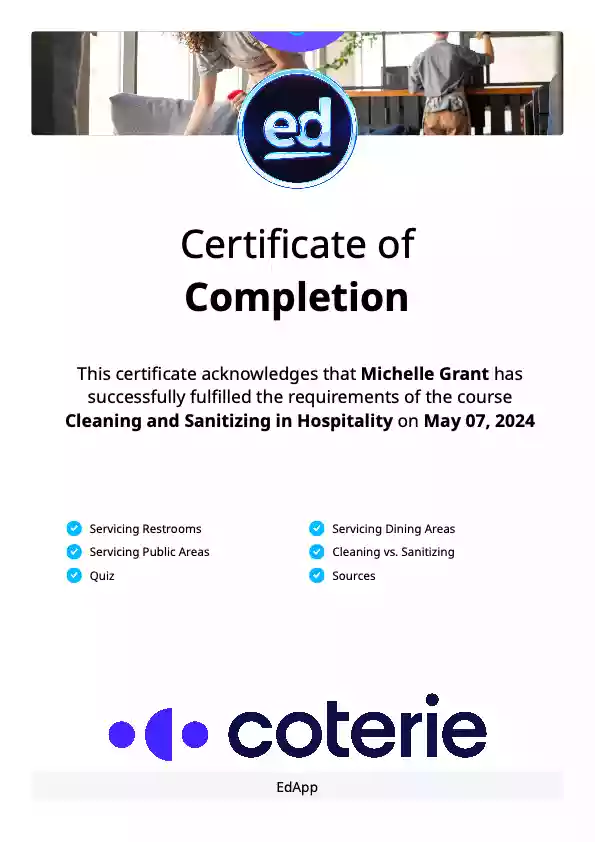 ed
Certificate of
Completion
This certificate acknowledges that Michelle Grant has
successfully fulfilled the requirements of the course
Cleaning and Sanitizing in Hospitality on May 07, 2024
Servicing Restrooms
Servicing Dining Areas
Servicing Public Areas
Cleaning vs. Sanitizing
Quiz
Sources
coterie
EdApp